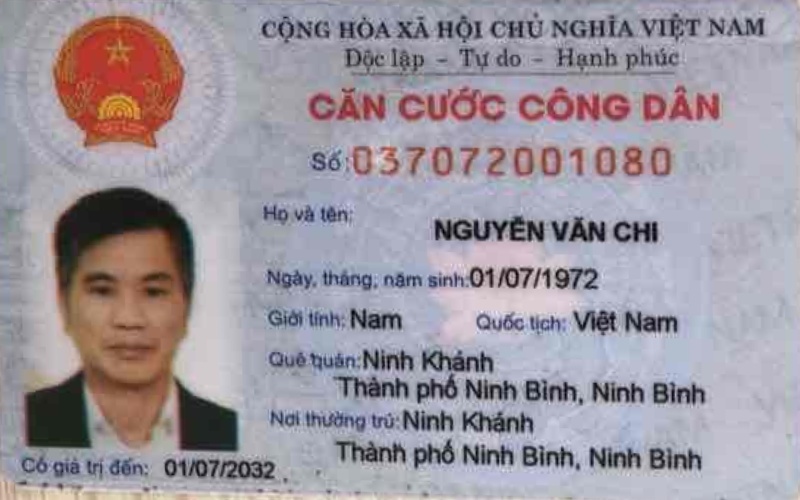 CỘNG HÒA XÃ HỘI CHỦ NGHĨA VIỆT NAM
Độc lập - Tự do - Hạnh phúc
CĂN CƯỚC CÔNG DÂN
Số: 037072001080
Họ và tên:
NGUYỄN VĂN CHI
Ngày, tháng, năm sinh: 01/07/1972
Giới tính: Nam Quốc tịch: Việt Nam
Quê quán: Ninh Khánh
Thành phố Ninh Bình, Ninh Bình
Nơi thường trú: Ninh Khánh
Thành phố Ninh Bình, Ninh Bình
Có giá trị đến: 01/07/2032